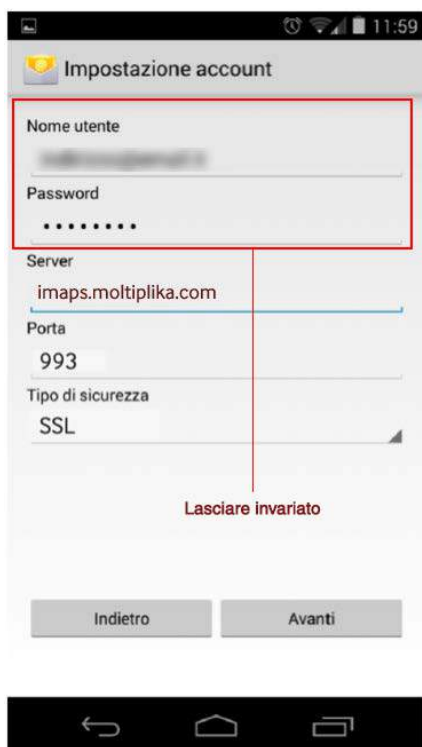 11:59
Impostazione account
Nome utente
Password
Server
imaps.moltiplika.com
Porta
993
Tipo di sicurezza
SSL
Lasciare invariato
Indietro
Avanti